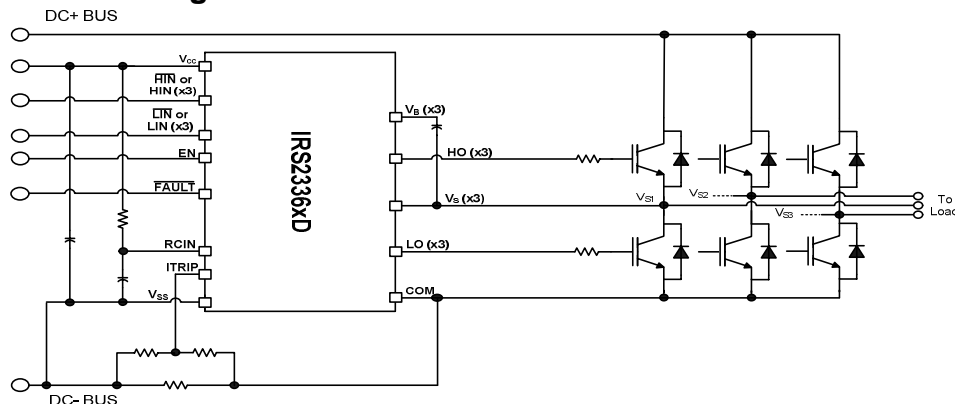 DC+ BUS
Vcc
HIN or
HIN (x3)
LIN or
LIN (x3)
EN
FAULT
RCIN
ITRIP
VSS
IRS2336xD
VB (x3)
HO (x3)
VS (x3)
LO (x3)
COM
VS1
VS2
VS3
To
Load
DC- BUS